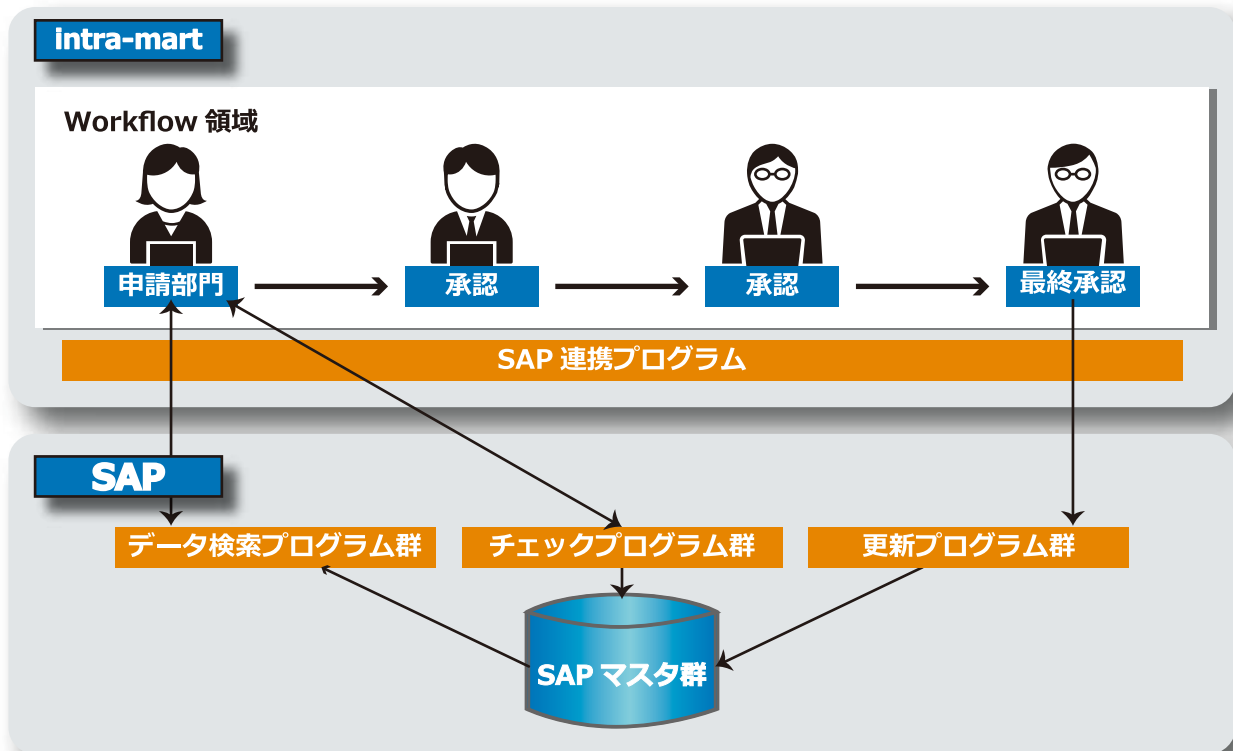 intra-mart
Workflow 領域
申請部門
承認
承認
最終承認
SAP 連携プログラム
SAP
データ検索プログラム群
チェックプログラム群
更新プログラム群
SAP マスタ群